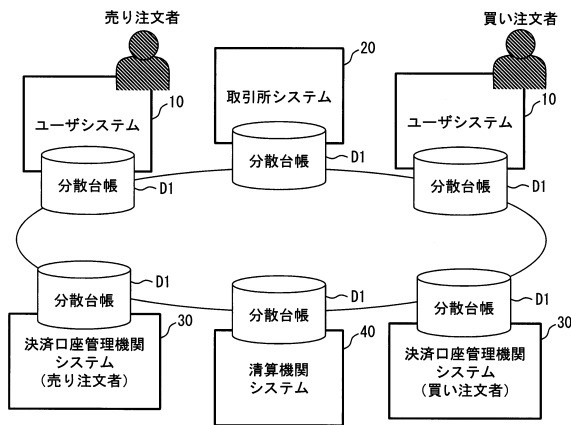 売り注文者
買い注文者
20
10
10
ユーザシステム
取引所システム
ユーザシステム
分散台帳
D1
分散台帳
D1
分散台帳
D1
D1
分散台帳
D1
分散台帳
D1
分散台帳
30
決済口座管理機関
システム
(売り注文者)
40
清算機関
システム
30
決済口座管理機関
システム
(買い注文者)